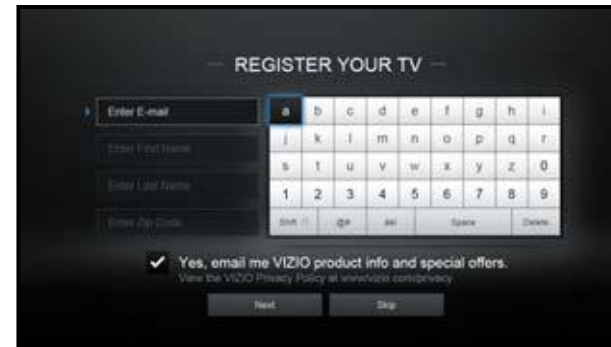 REGISTER YOUR TV
Enter E-mail
Enter First Name
Enter Last Name
Enter Zip Code
a b c d e f g h i
j k l m n o p q r
s t u v w x y z 0
1 2 3 4 5 6 7 8 9
Shift Space Delete
Yes, email me VIZIO product info and special offers.
View the VIZIO Privacy Policy at www.vizio.com/privacy
Next Skip